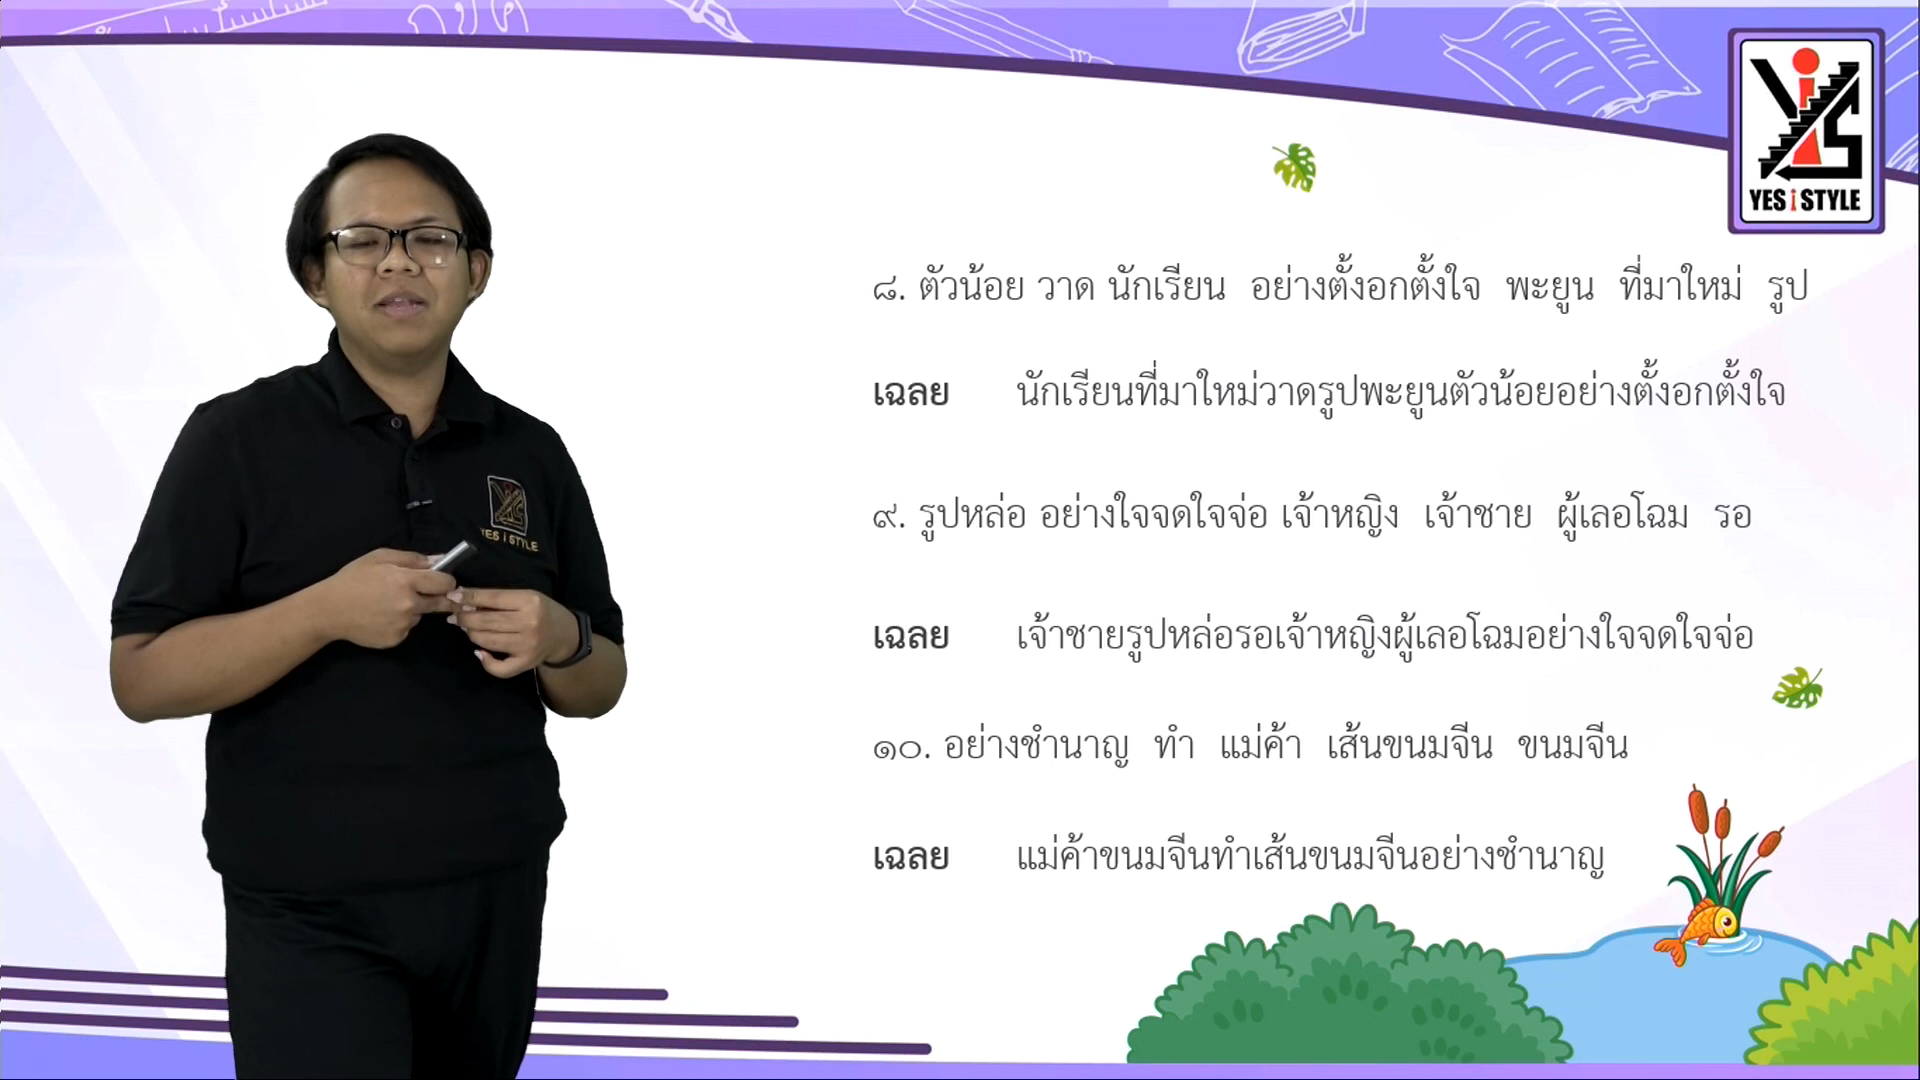 ก ข ค
YES i STYLE
๘. ตัวน้อย วาด นักเรียน อย่างตั้งอกตั้งใจ พะยูน ที่มาใหม่ รูป
เฉลย นักเรียนที่มาใหม่วาดรูปพะยูนตัวน้อยอย่างตั้งอกตั้งใจ
๙. รูปหล่อ อย่างใจจดใจจ่อ เจ้าหญิง เจ้าชาย ผู้เลอโฉม รอ
เฉลย เจ้าชายรูปหล่อรอเจ้าหญิงผู้เลอโฉมอย่างใจจดใจจ่อ
๑๐. อย่างชำนาญ ทำ แม่ค้า เส้นขนมจีน ขนมจีน
เฉลย แม่ค้าขนมจีนทำเส้นขนมจีนอย่างชำนาญ
YES i STYLE